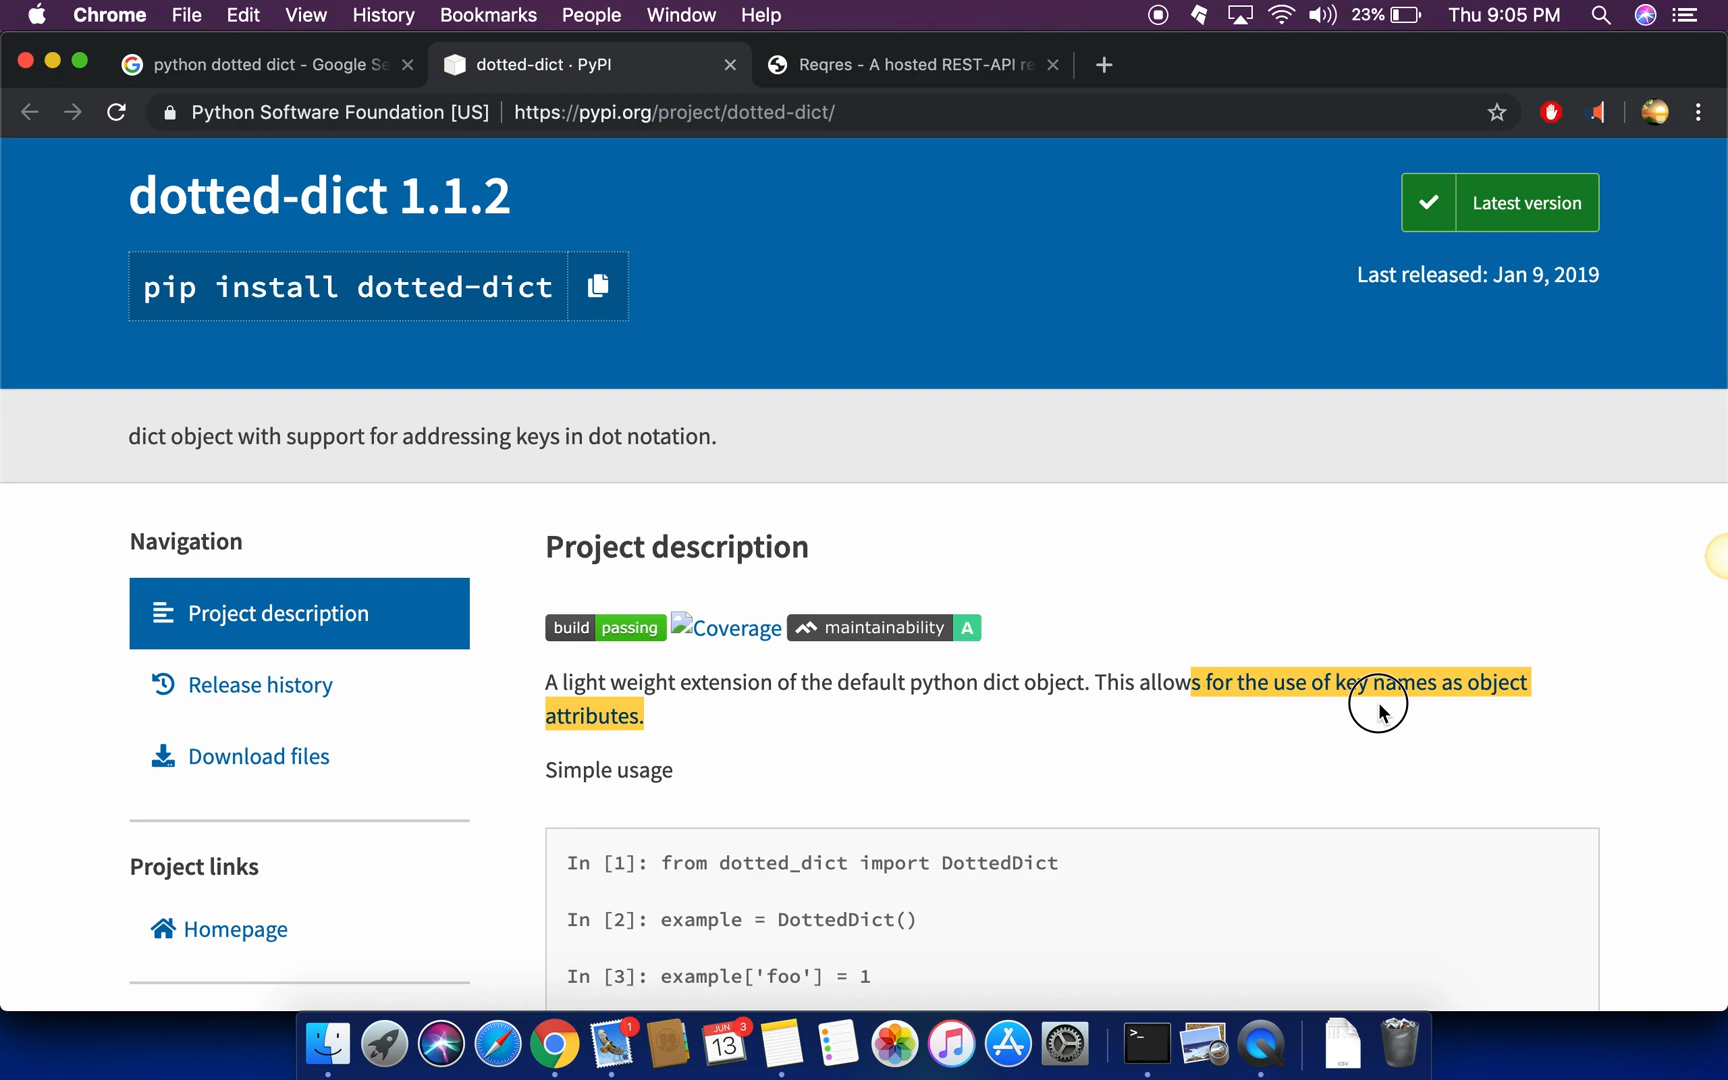 Chrome File Edit View History Bookmarks People Window Help 23% Thu 9:05 PM
python dotted dict - Google Se dotted-dict · PyPI Reqres - A hosted REST-API re
Python Software Foundation [US] https://pypi.org/project/dotted-dict/
dotted-dict 1.1.2
Latest version
pip install dotted-dict
Last released: Jan 9, 2019
dict object with support for addressing keys in dot notation.
Navigation
Project description
Release history
Download files
Project links
Homepage
Project description
build passing Coverage maintainability A
A light weight extension of the default python dict object. This allows for the use of key names as object
attributes.
Simple usage
In [1]: from dotted_dict import DottedDict
In [2]: example = DottedDict()
In [3]: example['foo'] = 1
1
JUN 3
13
>_
CSV